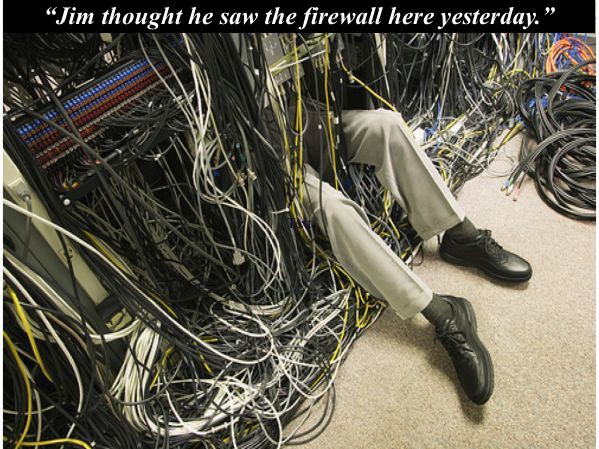 “Jim thought he saw the firewall here yesterday.”